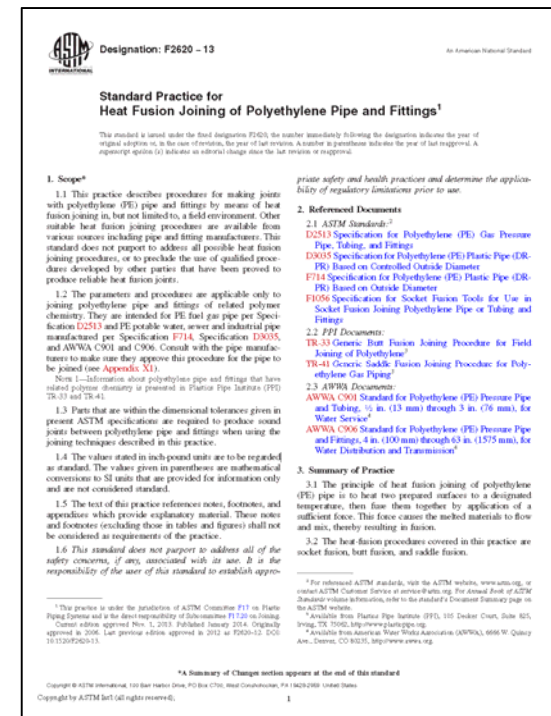 ASTM
INTERNATIONAL
Designation: F2620 – 13
An American National Standard
Standard Practice for
Heat Fusion Joining of Polyethylene Pipe and Fittings1
This standard is issued under the fixed designation F2620; the number immediately following the designation indicates the year of
original adoption or, in the case of revision, the year of last revision. A number in parentheses indicates the year of last reapproval. A
superscript epsilon (ε) indicates an editorial change since the last revision or reapproval.
1. Scope*
1.1 This practice describes procedures for making joints
with polyethylene (PE) pipe and fittings by means of heat
fusion joining in, but not limited to, a field environment. Other
suitable heat fusion joining procedures are available from
various sources including pipe and fitting manufacturers. This
standard does not purport to address all possible heat fusion
joining procedures, or to preclude the use of qualified proce-
dures developed by other parties that have been proved to
produce reliable heat fusion joints.
1.2 The parameters and procedures are applicable only to
joining polyethylene pipe and fittings of related polymer
chemistry. They are intended for PE fuel gas pipe per Speci-
fication D2513 and PE potable water, sewer and industrial pipe
manufactured per Specification F714, Specification D3035,
and AWWA C901 and C906. Consult with the pipe manufac-
turers to make sure they approve this procedure for the pipe to
be joined (see Appendix X1).
NOTE 1—Information about polyethylene pipe and fittings that have
related polymer chemistry is presented in Plastics Pipe Institute (PPI)
TR-33 and TR-41.
1.3 Parts that are within the dimensional tolerances given in
present ASTM specifications are required to produce sound
joints between polyethylene pipe and fittings when using the
joining techniques described in this practice.
1.4 The values stated in inch-pound units are to be regarded
as standard. The values given in parentheses are mathematical
conversions to SI units that are provided for information only
and are not considered standard.
1.5 The text of this practice references notes, footnotes, and
appendixes which provide explanatory material. These notes
and footnotes (excluding those in tables and figures) shall not
be considered as requirements of the practice.
1.6 This standard does not purport to address all of the
safety concerns, if any, associated with its use. It is the
responsibility of the user of this standard to establish appro-
priate safety and health practices and determine the applica-
bility of regulatory limitations prior to use.
2. Referenced Documents
2.1 ASTM Standards:2
D2513 Specification for Polyethylene (PE) Gas Pressure
Pipe, Tubing, and Fittings
D3035 Specification for Polyethylene (PE) Plastic Pipe (DR-
PR) Based on Controlled Outside Diameter
F714 Specification for Polyethylene (PE) Plastic Pipe (DR-
PR) Based on Outside Diameter
F1056 Specification for Socket Fusion Tools for Use in
Socket Fusion Joining Polyethylene Pipe or Tubing and
Fittings
2.2 PPI Documents:
TR-33 Generic Butt Fusion Joining Procedure for Field
Joining of Polyethylene3
TR-41 Generic Saddle Fusion Joining Procedure for Poly-
ethylene Gas Piping3
2.3 AWWA Documents:
AWWA C901 Standard for Polyethylene (PE) Pressure Pipe
and Tubing, ½ in. (13 mm) through 3 in. (76 mm), for
Water Service4
AWWA C906 Standard for Polyethylene (PE) Pressure Pipe
and Fittings, 4 in. (100 mm) through 63 in. (1575 mm), for
Water Distribution and Transmission4
3. Summary of Practice
3.1 The principle of heat fusion joining of polyethylene
(PE) pipe is to heat two prepared surfaces to a designated
temperature, then fuse them together by application of a
sufficient force. This force causes the melted materials to flow
and mix, thereby resulting in fusion.
3.2 The heat-fusion procedures covered in this practice are
socket fusion, butt fusion, and saddle fusion.
1 This practice is under the jurisdiction of ASTM Committee F17 on Plastic
Piping Systems and is the direct responsibility of Subcommittee F17.20 on Joining.
Current edition approved Nov. 1, 2013. Published January 2014. Originally
approved in 2006. Last previous edition approved in 2012 as F2620–12. DOI:
10.1520/F2620-13.
2 For referenced ASTM standards, visit the ASTM website, www.astm.org, or
contact ASTM Customer Service at service@astm.org. For Annual Book of ASTM
Standards volume information, refer to the standard's Document Summary page on
the ASTM website.
3 Available from Plastics Pipe Institute (PPI), 105 Decker Court, Suite 825,
Irving, TX 75062, http://www.plasticpipe.org.
4 Available from American Water Works Association (AWWA), 6666 W. Quincy
Ave., Denver, CO 80235, http://www.awwa.org.
*A Summary of Changes section appears at the end of this standard
Copyright © ASTM International, 100 Barr Harbor Drive, PO Box C700, West Conshohocken, PA 19428-2959. United States
Copyright by ASTM Int'l (all rights reserved);
1